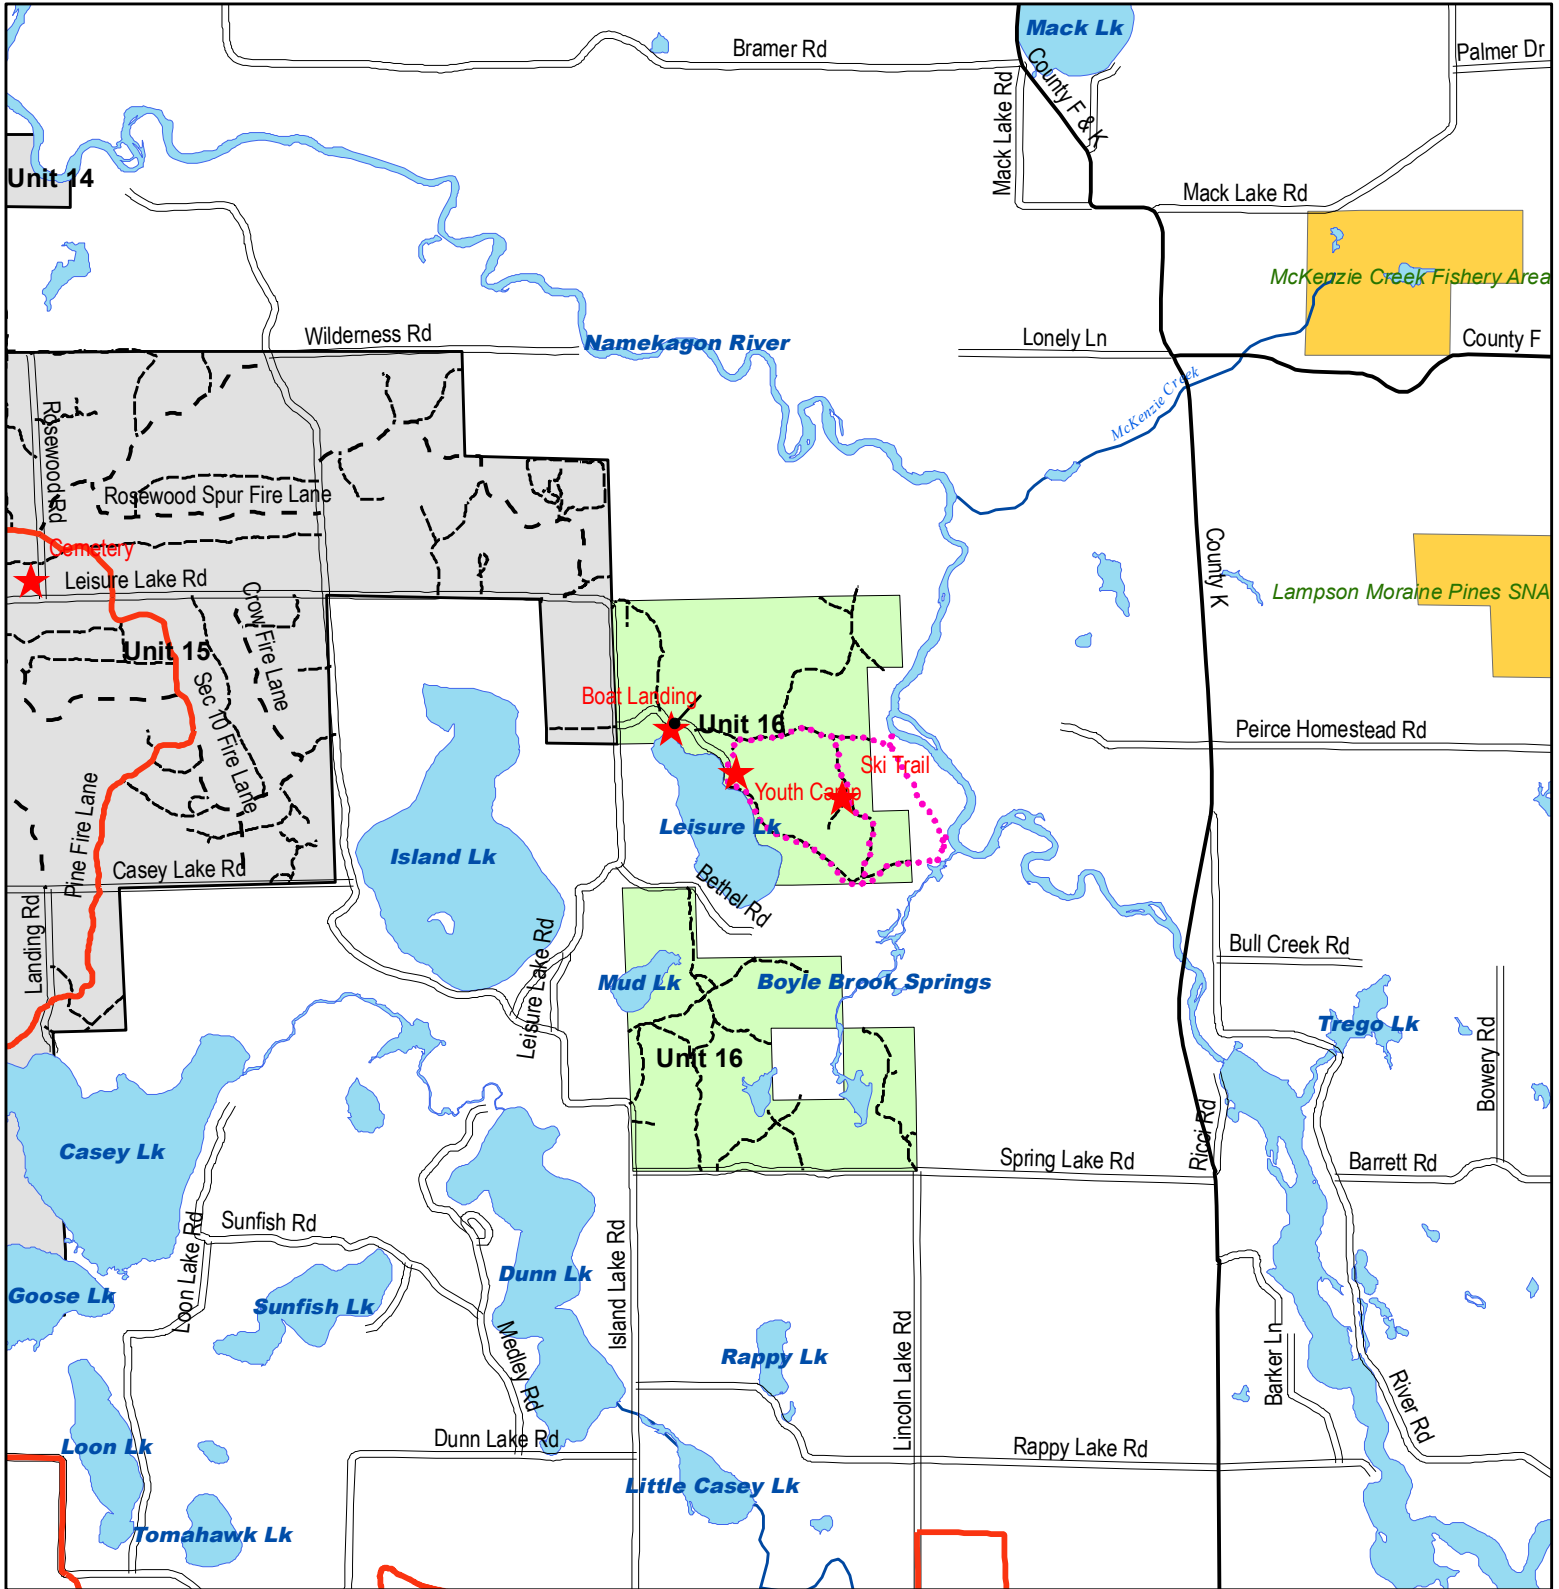 Mack Lk
Bramer Rd
Palmer Dr
County F & K
Mack Lake Rd
Unit 14
Mack Lake Rd
McKenzie Creek Fishery Area
Wilderness Rd
Namekagon River
Lonely Ln
County F
McKenzie Creek
Rosewood Rd
Rosewood Spur Fire Lane
Cemetery
Leisure Lake Rd
County K
Lampson Moraine Pines SNA
Crow Fire Lane
Unit 15
Sec 10 Fire Lane
Boat Landing
Unit 16
Peirce Homestead Rd
Ski Trail
Youth Camp
Pine Fire Lane
Leisure Lk
Island Lk
Casey Lake Rd
Bethel Rd
Landing Rd
Leisure Lake Rd
Bull Creek Rd
Mud Lk
Boyle Brook Springs
Trego Lk
Unit 16
Bowery Rd
Casey Lk
Ricci Rd
Spring Lake Rd
Barrett Rd
Loon Lake Rd
Sunfish Rd
Dunn Lk
Island Lake Rd
Goose Lk
Sunfish Lk
Medley Rd
Rappy Lk
Lincoln Lake Rd
Barker Ln
River Rd
Loon Lk
Dunn Lake Rd
Rappy Lake Rd
Little Casey Lk
Tomahawk Lk